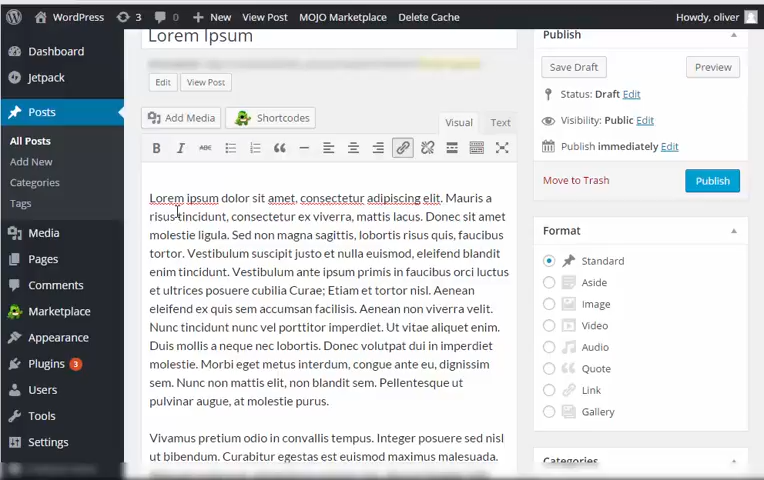 WordPress 3 0 New View Post MOJO Marketplace Delete Cache Howdy, oliver
Dashboard
Jetpack
Posts
All Posts
Add New
Categories
Tags
Media
Pages
Comments
Marketplace
Appearance
Plugins 3
Users
Tools
Settings
Lorem Ipsum
Edit View Post
Add Media Shortcodes
Visual Text
B I ABC
Lorem ipsum dolor sit amet, consectetur adipiscing elit. Mauris a
risus tincidunt, consectetur ex viverra, mattis lacus. Donec sit amet
molestie ligula. Sed non magna sagittis, lobortis risus quis, faucibus
tortor. Vestibulum suscipit justo et nulla euismod, eleifend blandit
enim tincidunt. Vestibulum ante ipsum primis in faucibus orci luctus
et ultrices posuere cubilia Curae; Etiam et tortor nisl. Aenean
eleifend ex quis sem accumsan facilisis. Aenean non viverra velit.
Nunc tincidunt nunc vel porttitor imperdiet. Ut vitae aliquet enim.
Duis mollis a neque nec lobortis. Donec volutpat dui in imperdiet
molestie. Morbi eget metus interdum, congue ante eu, dignissim
sem. Nunc non mattis elit, non blandit sem. Pellentesque ut
pulvinar augue, at molestie purus.
Vivamus pretium odio in convallis tempus. Integer posuere sed nisl
ut bibendum. Curabitur egestas est euismod maximus malesuada.
Publish
Save Draft Preview
Status: Draft Edit
Visibility: Public Edit
Publish immediately Edit
Move to Trash Publish
Format
Standard
Aside
Image
Video
Audio
Quote
Link
Gallery
Categories